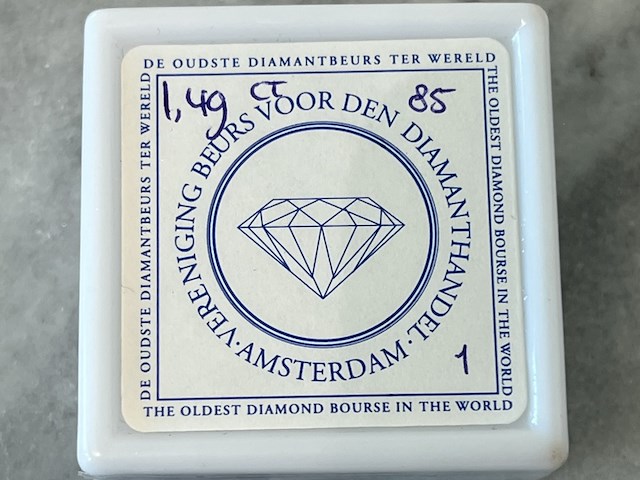 DE OUDSTE DIAMANTBEURS TER WERELD
THE OLDEST DIAMOND BOURSE IN THE WORLD
THE OLDEST DIAMOND BOURSE IN THE WORLD
DE OUDSTE DIAMANTBEURS TER WERELD
1,49 CT
85
VERENIGING BEURS VOOR DEN DIAMANTHANDEL
· AMSTERDAM ·
1